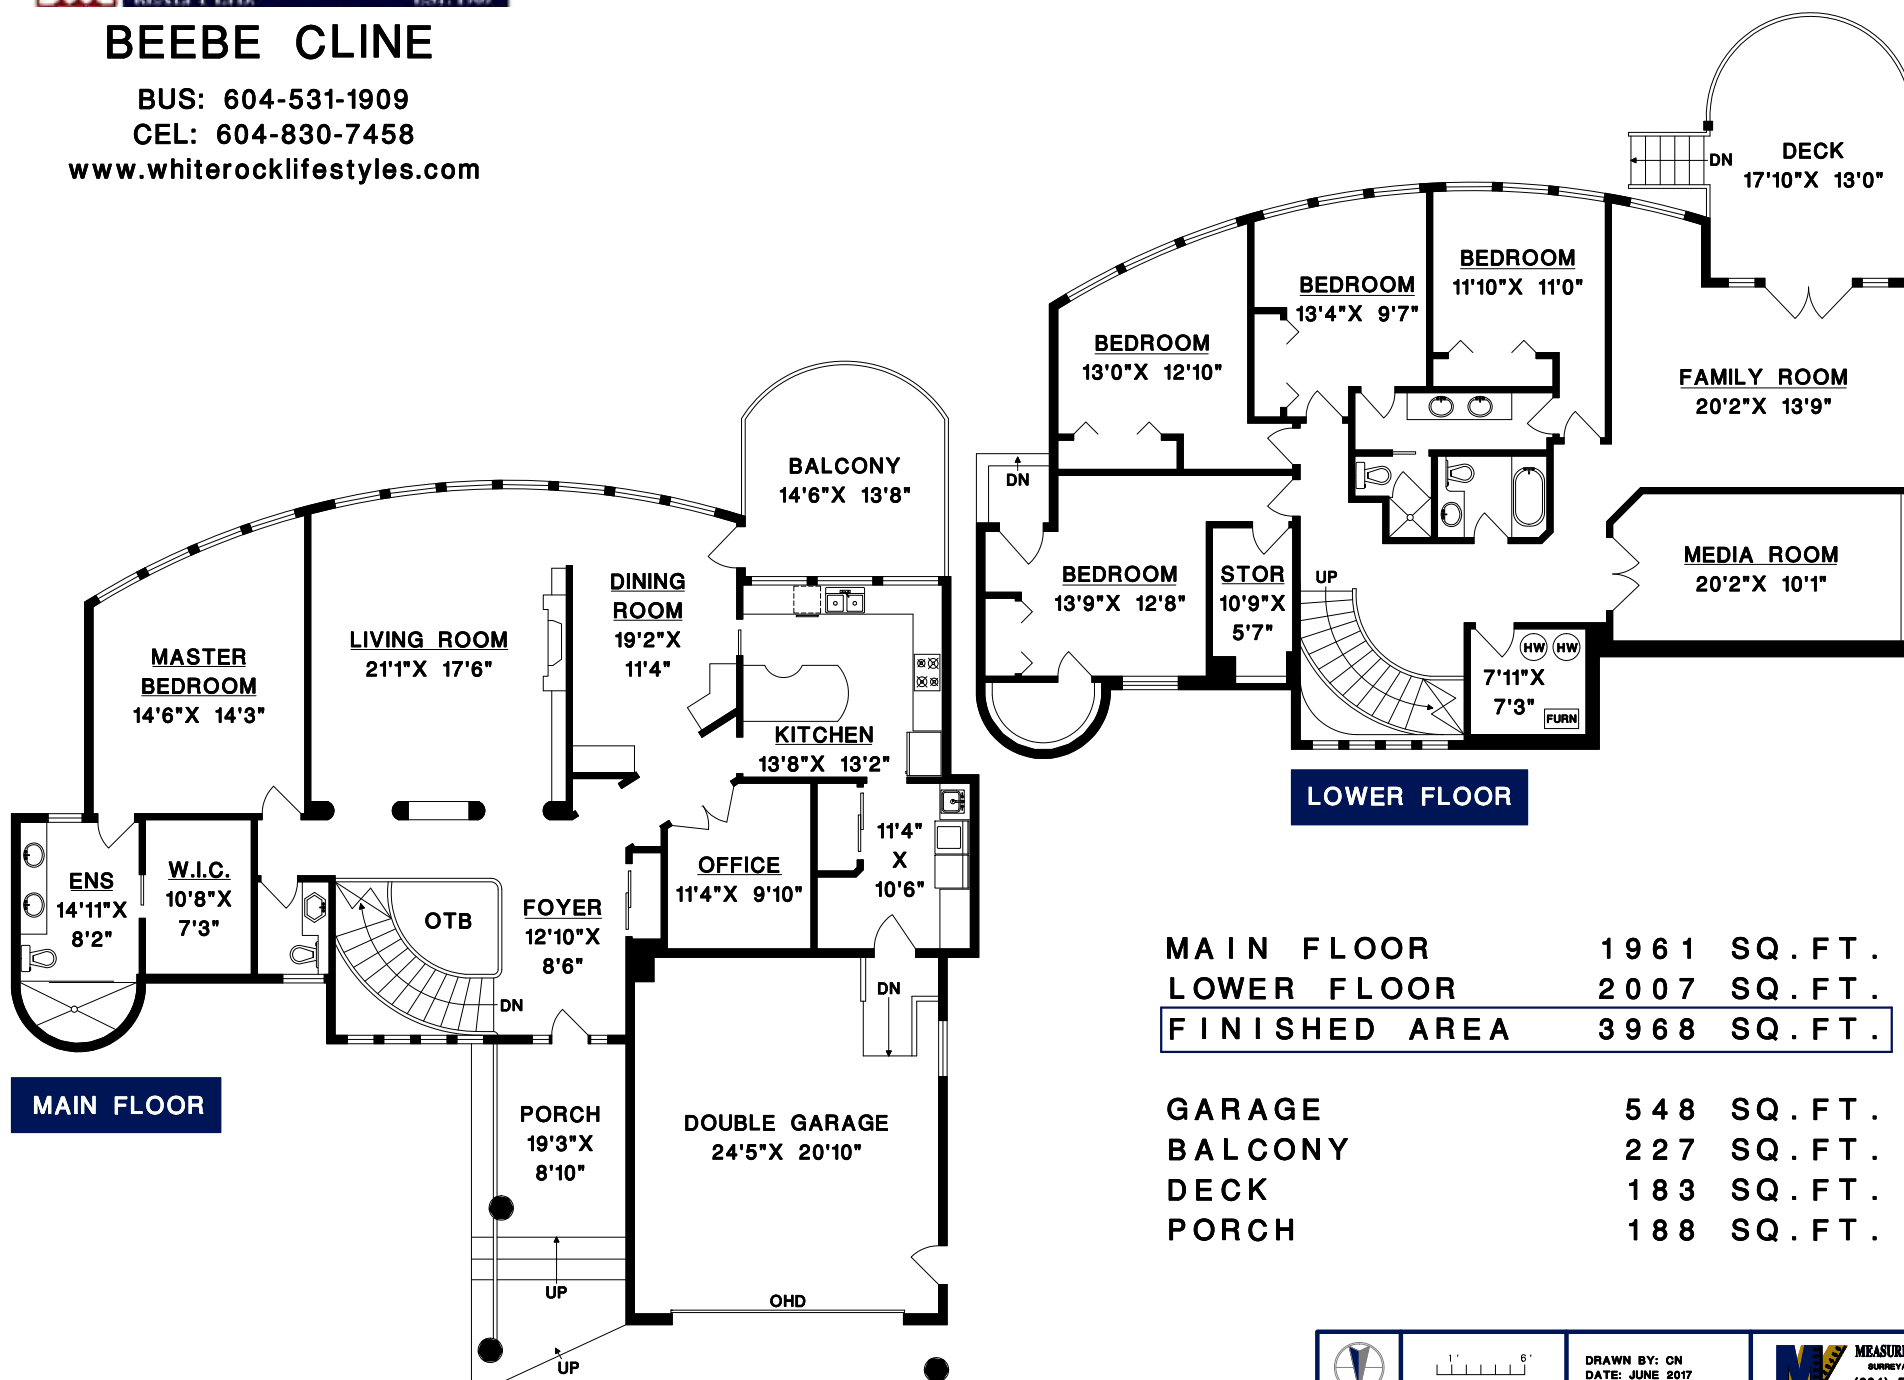 REALTY LTD.
EST. 1987
BEEBE CLINE
BUS: 604-531-1909
CEL: 604-830-7458
www.whiterocklifestyles.com
DECK
17'10"X 13'0"
DN
BEDROOM
11'10"X 11'0"
BEDROOM
13'4"X 9'7"
BEDROOM
13'0"X 12'10"
FAMILY ROOM
20'2"X 13'9"
DN
BEDROOM
13'9"X 12'8"
STOR
10'9"X
5'7"
UP
MEDIA ROOM
20'2"X 10'1"
HW HW
7'11"X
7'3"
FURN
LOWER FLOOR
BALCONY
14'6"X 13'8"
DINING
ROOM
19'2"X
11'4"
LIVING ROOM
21'1"X 17'6"
MASTER
BEDROOM
14'6"X 14'3"
KITCHEN
13'8"X 13'2"
11'4"
X
10'6"
OFFICE
11'4"X 9'10"
ENS
14'11"X
8'2"
W.I.C.
10'8"X
7'3"
OTB
FOYER
12'10"X
8'6"
DN
DN
MAIN FLOOR
PORCH
19'3"X
8'10"
DOUBLE GARAGE
24'5"X 20'10"
UP
OHD
UP
MAIN FLOOR 1961 SQ.FT.
LOWER FLOOR 2007 SQ.FT.
FINISHED AREA 3968 SQ.FT.
GARAGE 548 SQ.FT.
BALCONY 227 SQ.FT.
DECK 183 SQ.FT.
PORCH 188 SQ.FT.
1' 6'
DRAWN BY: CN
DATE: JUNE 2017
MEASUR
SURREY